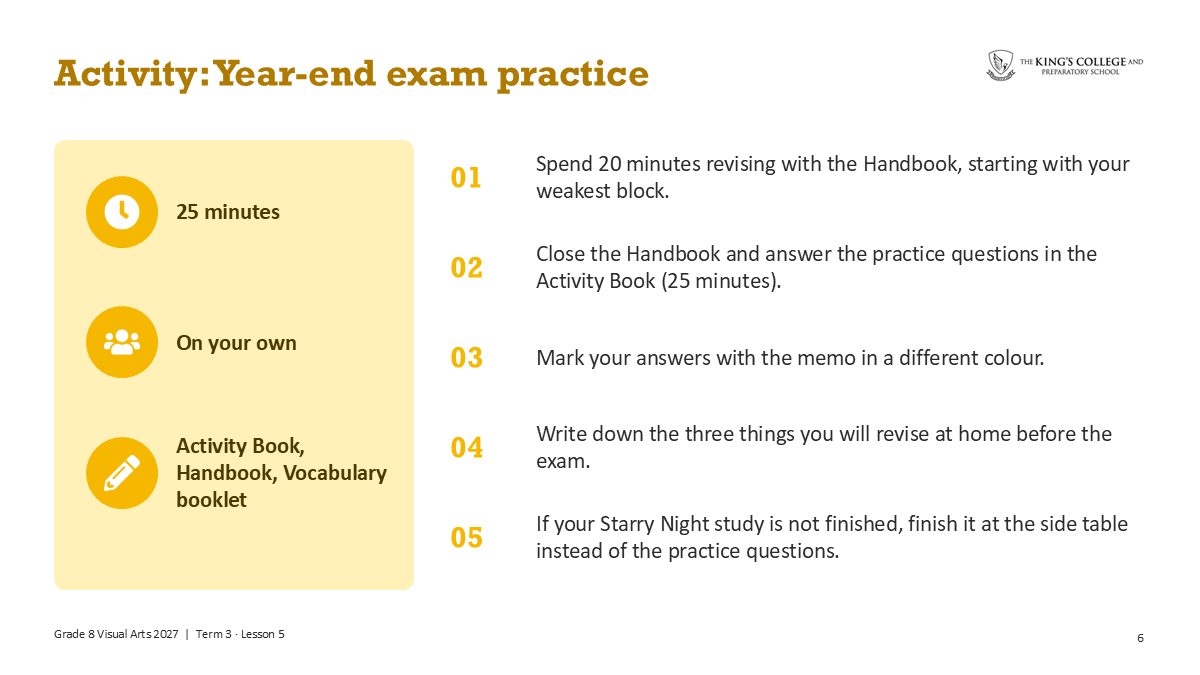 Activity: Year-end exam practice
THE KING'S COLLEGE AND
PREPARATORY SCHOOL
25 minutes
On your own
Activity Book,
Handbook, Vocabulary
booklet
01
Spend 20 minutes revising with the Handbook, starting with your
weakest block.
02
Close the Handbook and answer the practice questions in the
Activity Book (25 minutes).
03
Mark your answers with the memo in a different colour.
04
Write down the three things you will revise at home before the
exam.
05
If your Starry Night study is not finished, finish it at the side table
instead of the practice questions.
Grade 8 Visual Arts 2027 | Term 3 · Lesson 5
6